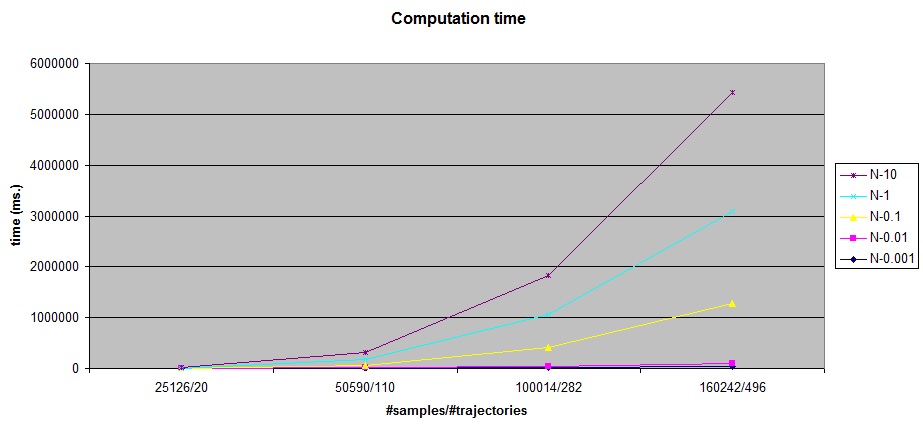 Computation time
6000000
5000000
4000000
3000000
2000000
1000000
0
time (ms.)
25126/20
50590/110
100014/282
160242/496
#samples/#trajectories
N-10
N-1
N-0.1
N-0.01
N-0.001